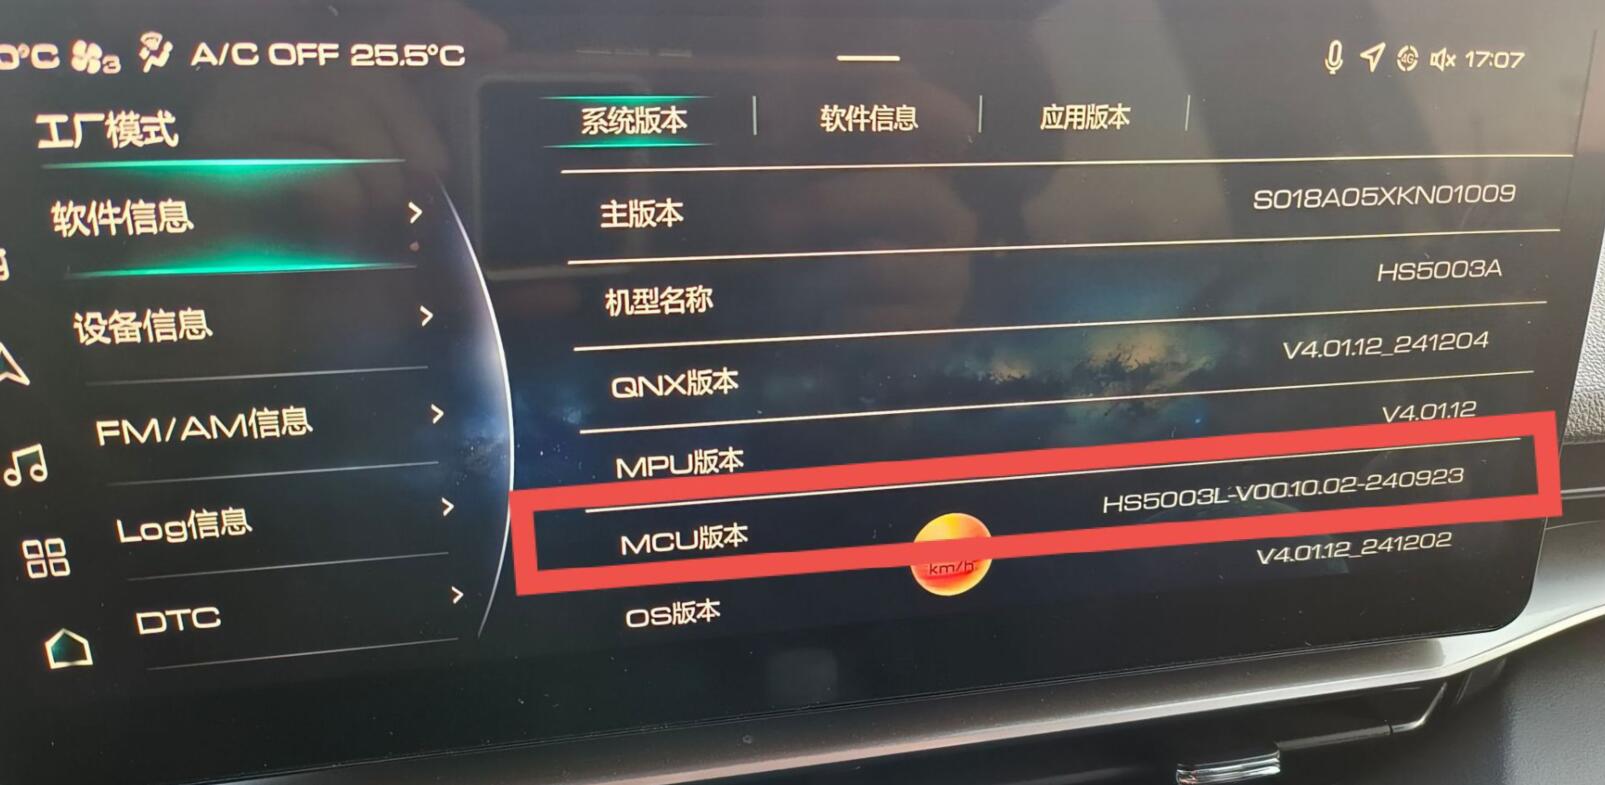 0°C 3 A/C OFF 25.5°C
4G 17:07
工厂模式
软件信息
设备信息
FM/AM信息
Log信息
DTC
系统版本 软件信息 应用版本
主版本 S018A05XKN01009
机型名称 HS5003A
QNX版本 V4.01.12_241204
MPU版本 V4.01.12
MCU版本 HS5003L-V00.10.02-240923
OS版本 V4.01.12_241202
km/h